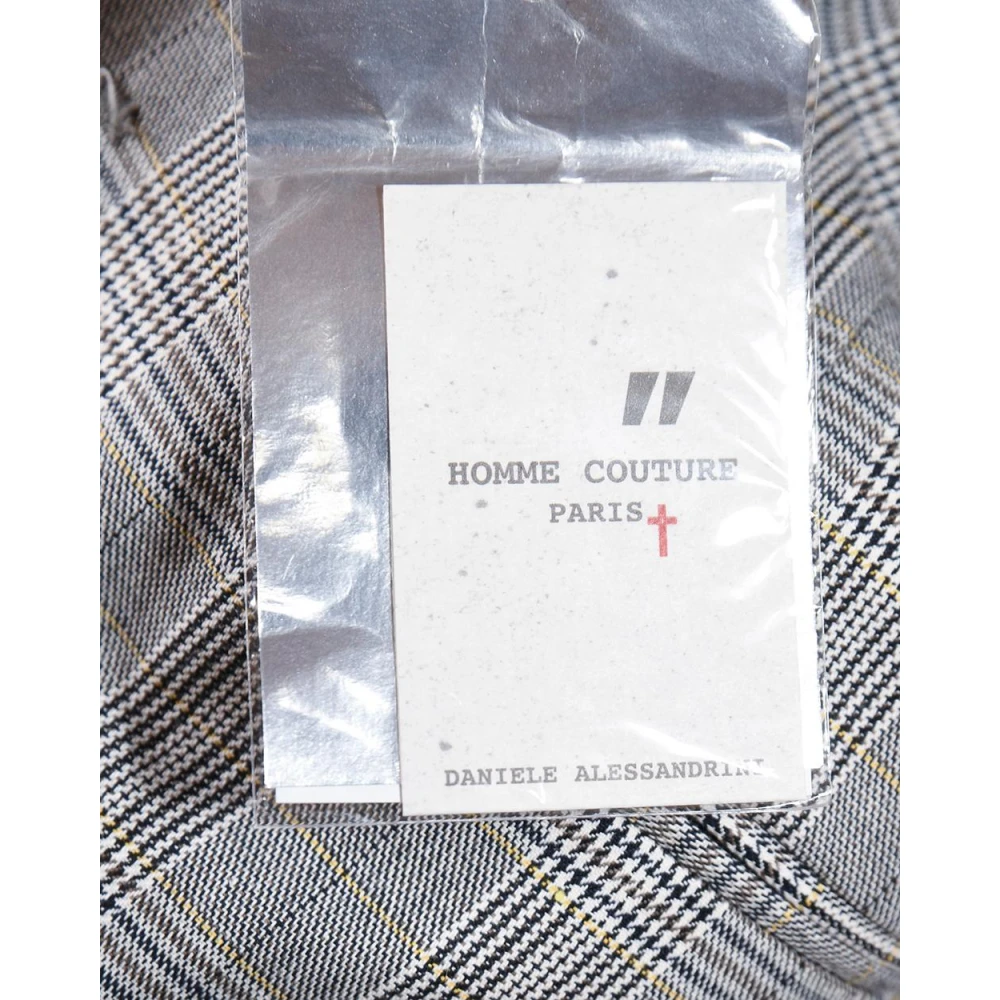 "
HOMME COUTURE
PARIS†
DANIELE ALESSANDRINI